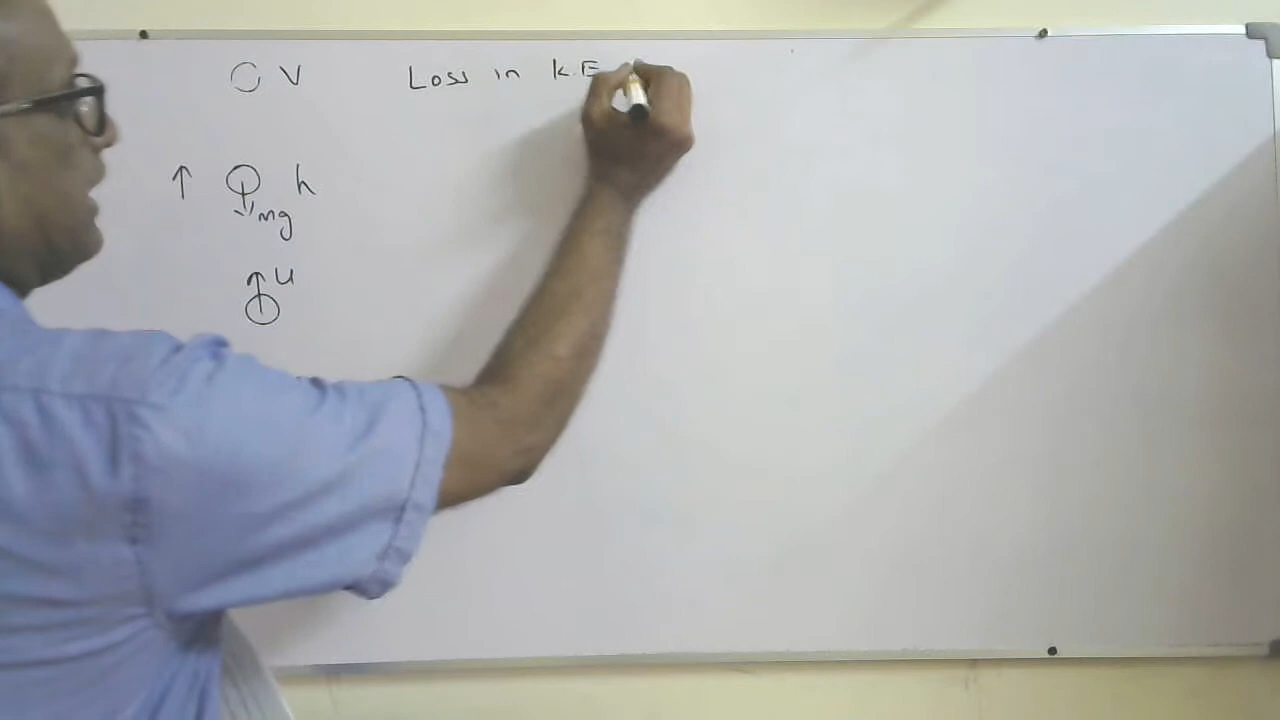 V Loss in K.E
↑ h
mg
↑ u